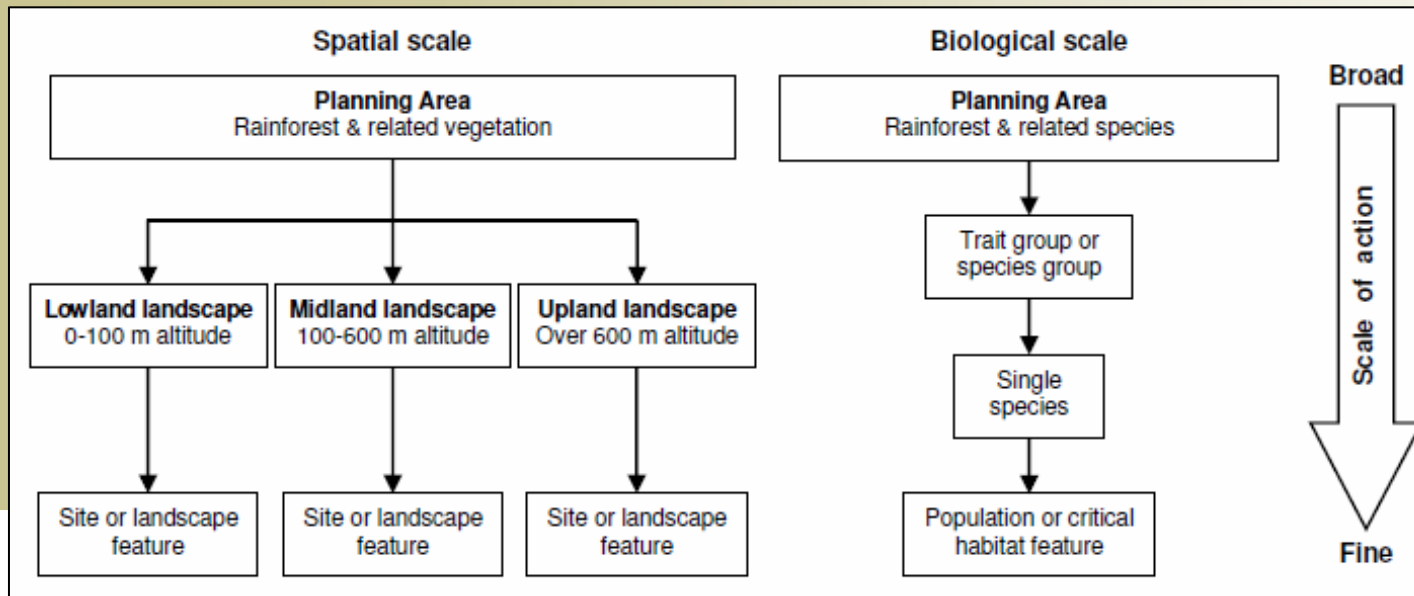 Spatial scale
Planning Area
Rainforest & related vegetation
Lowland landscape
0-100 m altitude
Midland landscape
100-600 m altitude
Upland landscape
Over 600 m altitude
Site or landscape
feature
Site or landscape
feature
Site or landscape
feature
Biological scale
Planning Area
Rainforest & related species
Trait group or
species group
Single
species
Population or critical
habitat feature
Broad
Scale of action
Fine